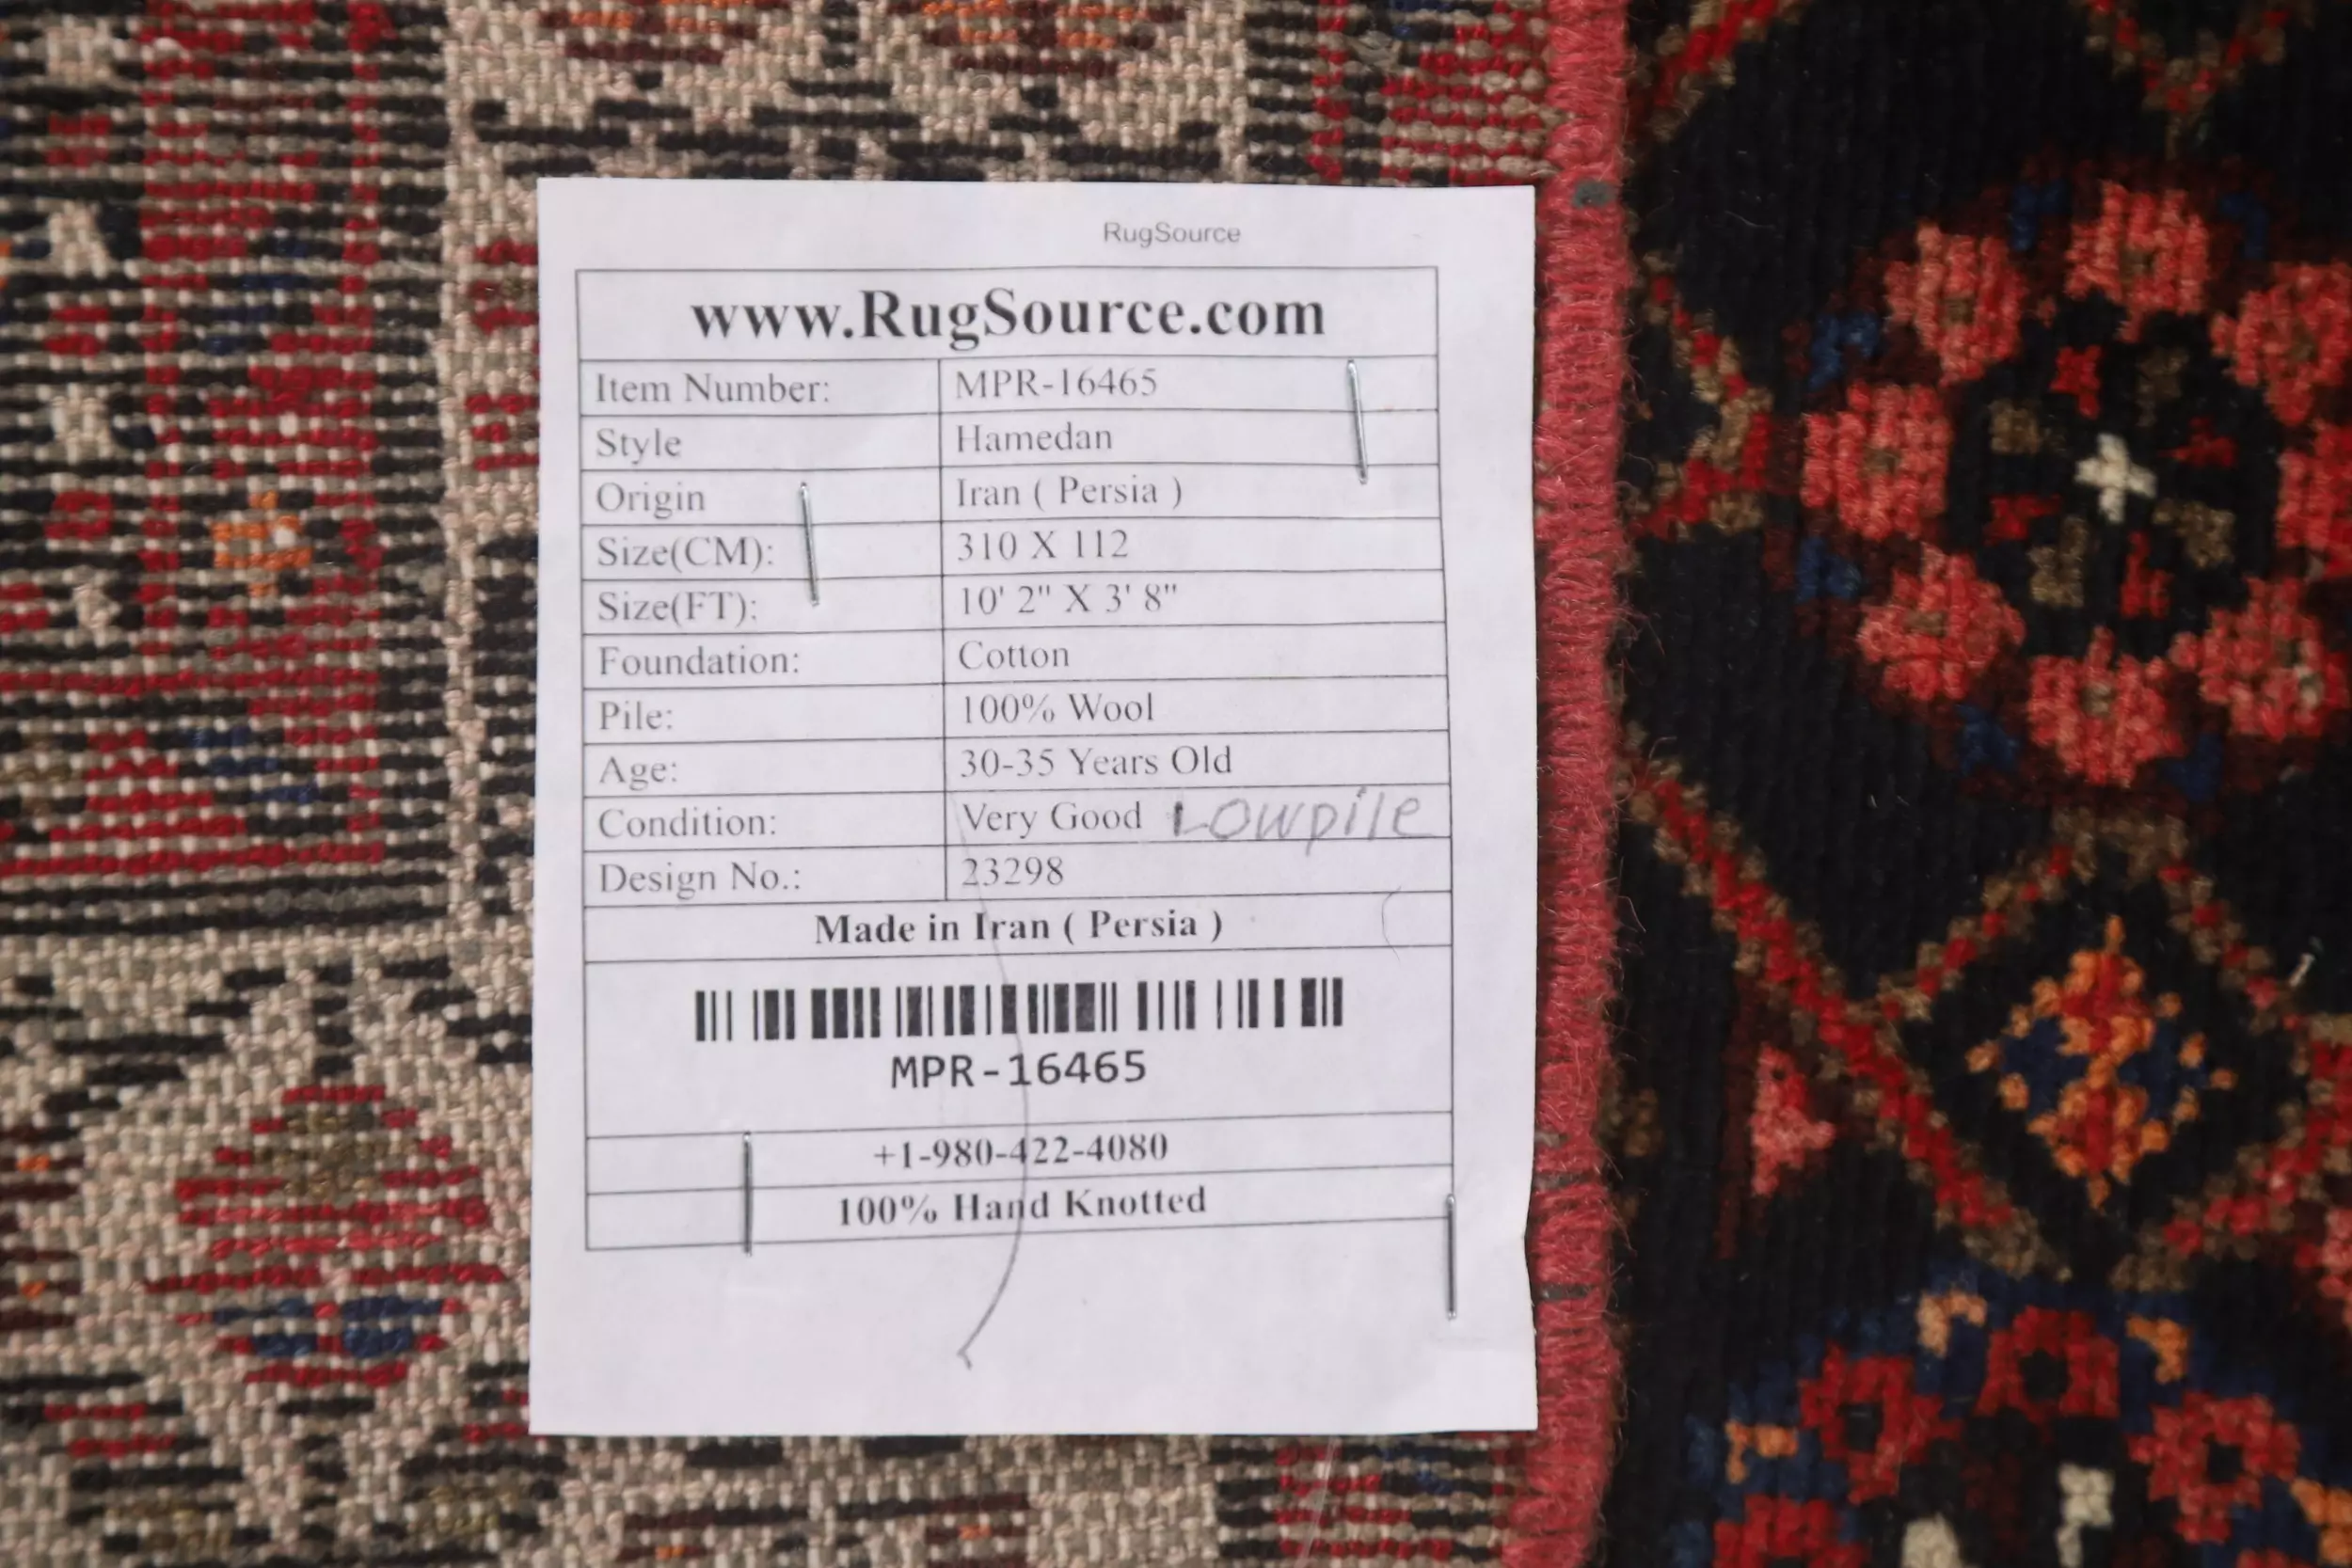 RugSource
www.RugSource.com
Item Number: MPR-16465
Style Hamedan
Origin Iran ( Persia )
Size(CM): 310 X 112
Size(FT): 10' 2" X 3' 8"
Foundation: Cotton
Pile: 100% Wool
Age: 30-35 Years Old
Condition: Very Good Lowpile
Design No.: 23298
Made in Iran ( Persia )
MPR-16465
+1-980-422-4080
100% Hand Knotted